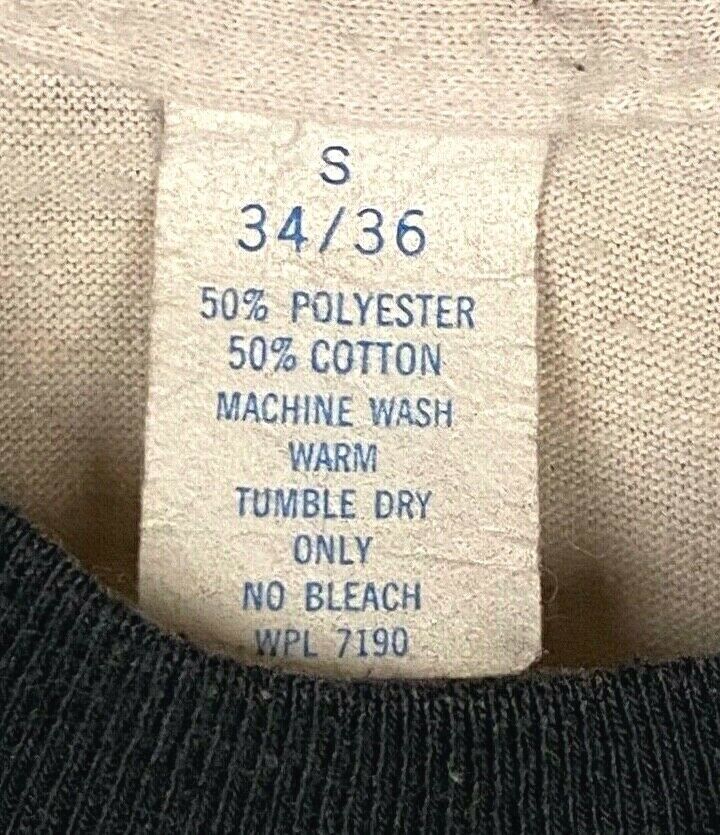 S
34/36
50% POLYESTER
50% COTTON
MACHINE WASH
WARM
TUMBLE DRY
ONLY
NO BLEACH
WPL 7190